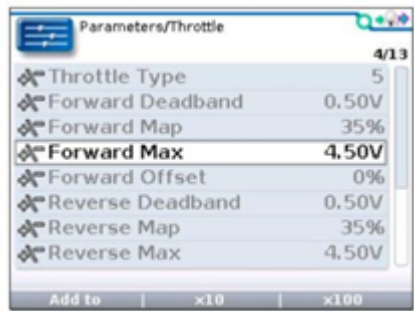 Parameters/Throttle
4/13
Throttle Type 5
Forward Deadband 0.50V
Forward Map 35%
Forward Max 4.50V
Forward Offset 0%
Reverse Deadband 0.50V
Reverse Map 35%
Reverse Max 4.50V
Add to | x10 | x100